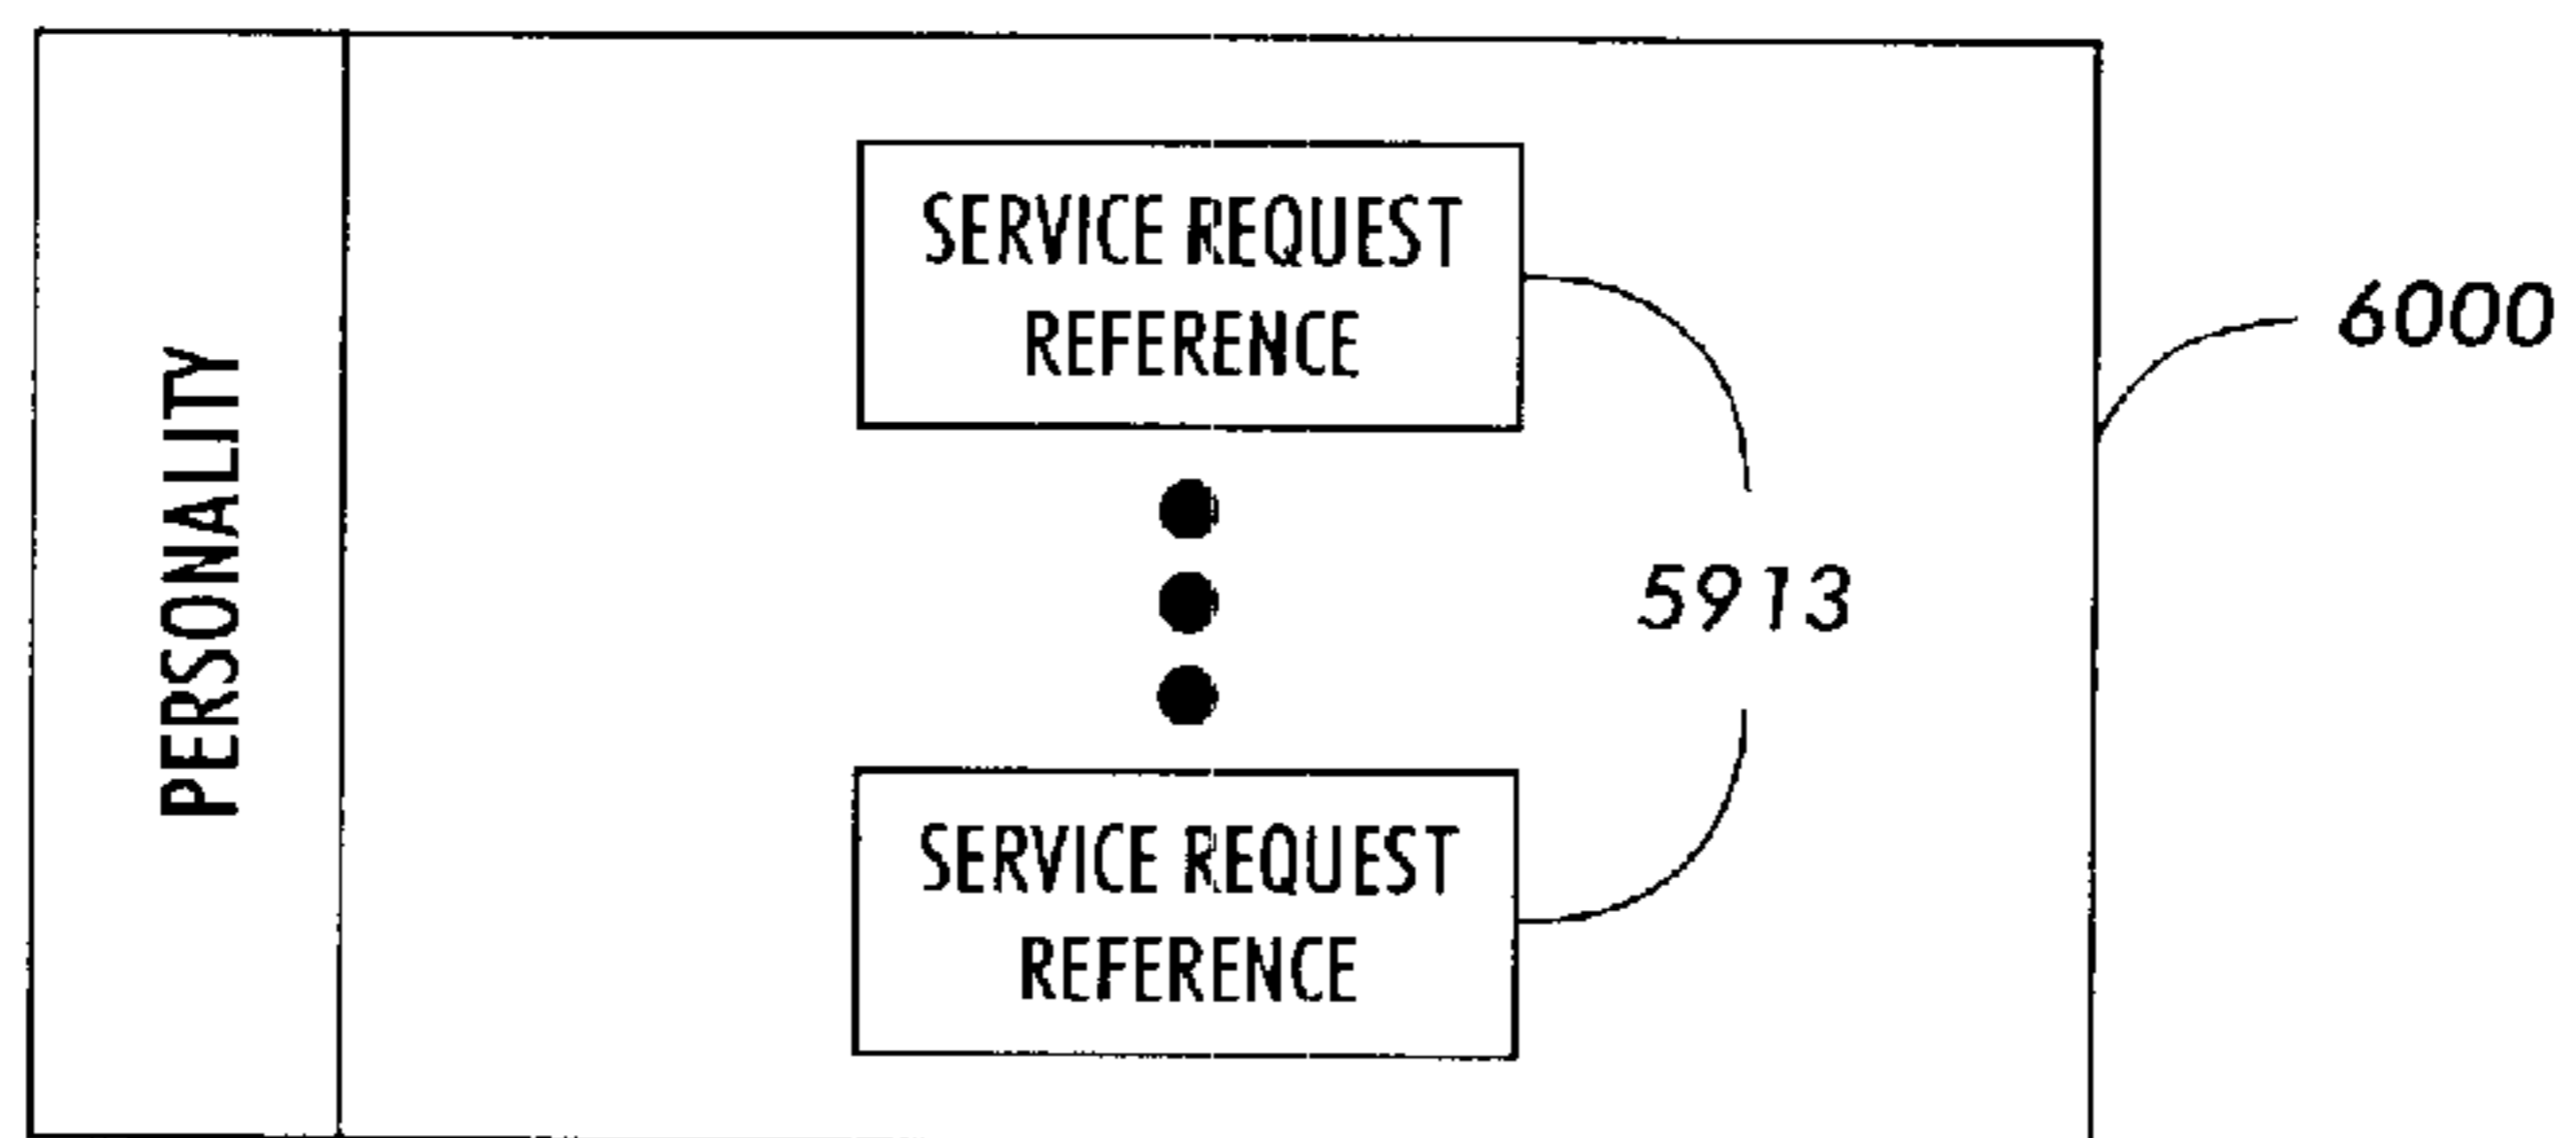 PERSONALITY
SERVICE REQUEST
REFERENCE
6000
5913
SERVICE REQUEST
REFERENCE